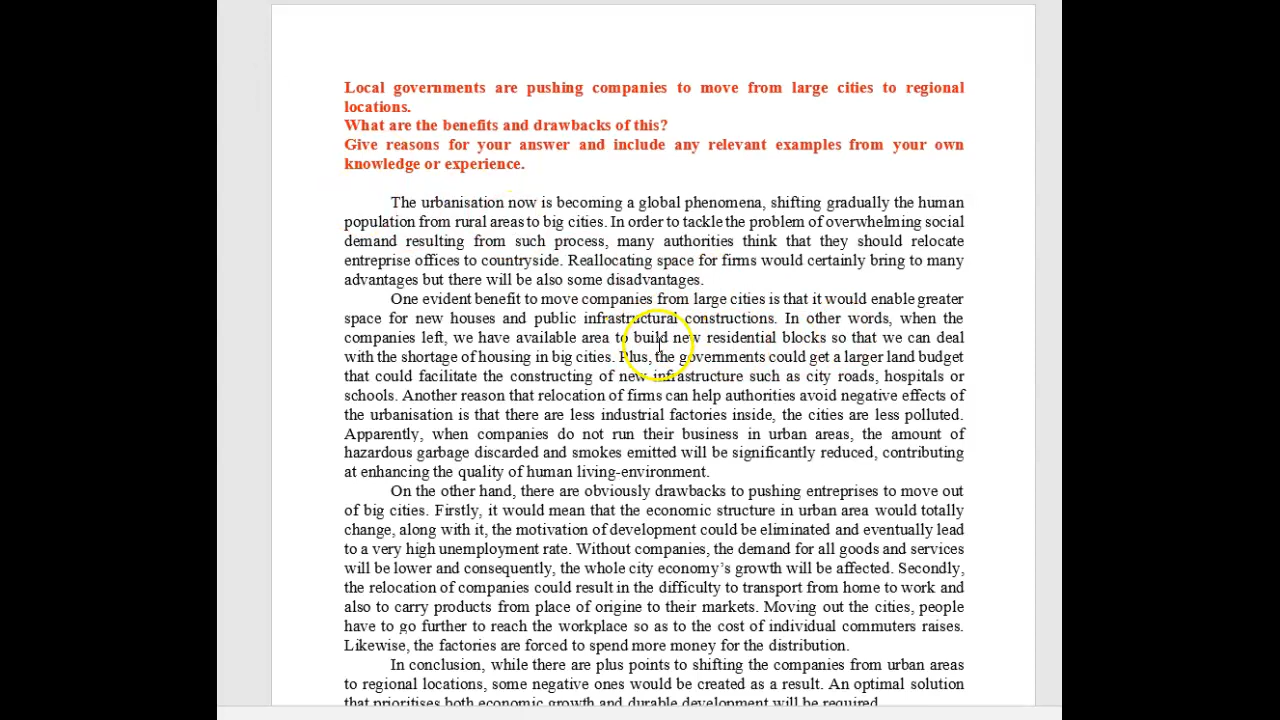 Local governments are pushing companies to move from large cities to regional
locations.
What are the benefits and drawbacks of this?
Give reasons for your answer and include any relevant examples from your own
knowledge or experience.
The urbanisation now is becoming a global phenomena, shifting gradually the human
population from rural areas to big cities. In order to tackle the problem of overwhelming social
demand resulting from such process, many authorities think that they should relocate
entreprise offices to countryside. Reallocating space for firms would certainly bring to many
advantages but there will be also some disadvantages.
One evident benefit to move companies from large cities is that it would enable greater
space for new houses and public infrastructural constructions. In other words, when the
companies left, we have available area to build new residential blocks so that we can deal
with the shortage of housing in big cities. Plus, the governments could get a larger land budget
that could facilitate the constructing of new infrastructure such as city roads, hospitals or
schools. Another reason that relocation of firms can help authorities avoid negative effects of
the urbanisation is that there are less industrial factories inside, the cities are less polluted.
Apparently, when companies do not run their business in urban areas, the amount of
hazardous garbage discarded and smokes emitted will be significantly reduced, contributing
at enhancing the quality of human living-environment.
On the other hand, there are obviously drawbacks to pushing entreprises to move out
of big cities. Firstly, it would mean that the economic structure in urban area would totally
change, along with it, the motivation of development could be eliminated and eventually lead
to a very high unemployment rate. Without companies, the demand for all goods and services
will be lower and consequently, the whole city economy's growth will be affected. Secondly,
the relocation of companies could result in the difficulty to transport from home to work and
also to carry products from place of origine to their markets. Moving out the cities, people
have to go further to reach the workplace so as to the cost of individual commuters raises.
Likewise, the factories are forced to spend more money for the distribution.
In conclusion, while there are plus points to shifting the companies from urban areas
to regional locations, some negative ones would be created as a result. An optimal solution
that prioritises both economic growth and durable development will be required.